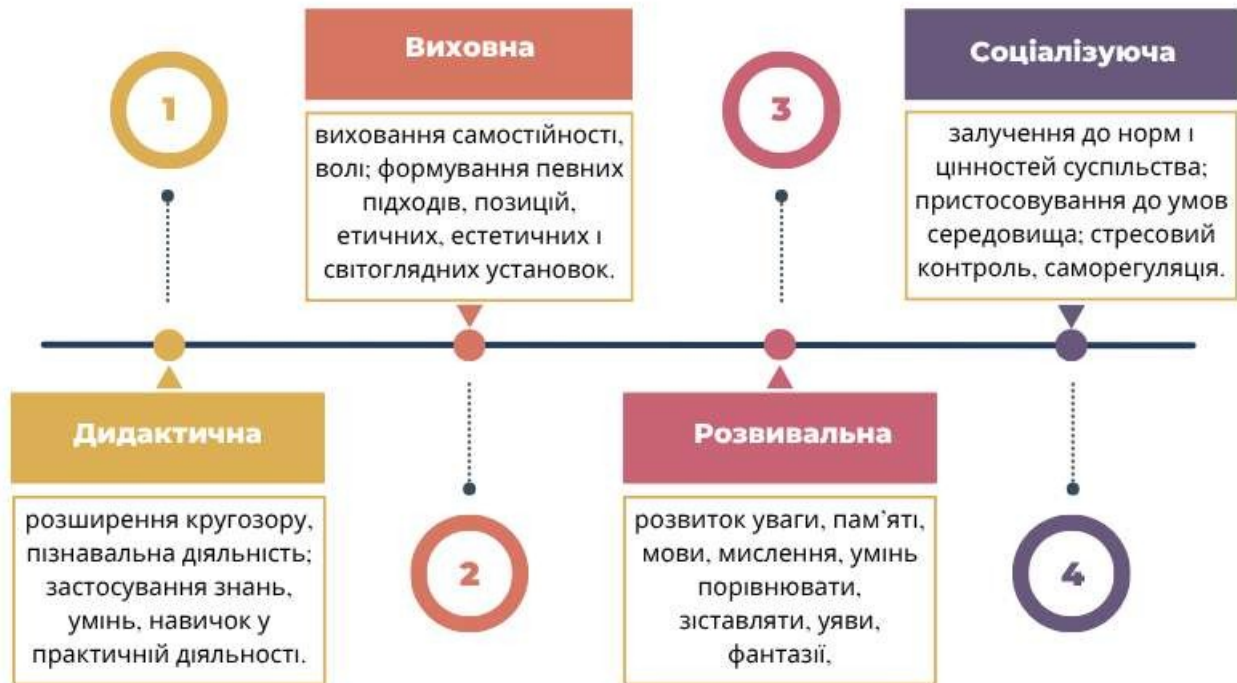 1
Дидактична
розширення кругозору,
пізнавальна діяльність;
застосування знань,
умінь, навичок у
практичній діяльності.
Виховна
виховання самостійності,
волі; формування певних
підходів, позицій,
етичних, естетичних і
світоглядних установок.
2
3
Розвивальна
розвиток уваги, пам`яті,
мови, мислення, умінь
порівнювати,
зіставляти, уяви,
фантазії,
Соціалізуюча
залучення до норм і
цінностей суспільства;
пристосовування до умов
середовища; стресовий
контроль, саморегуляція.
4